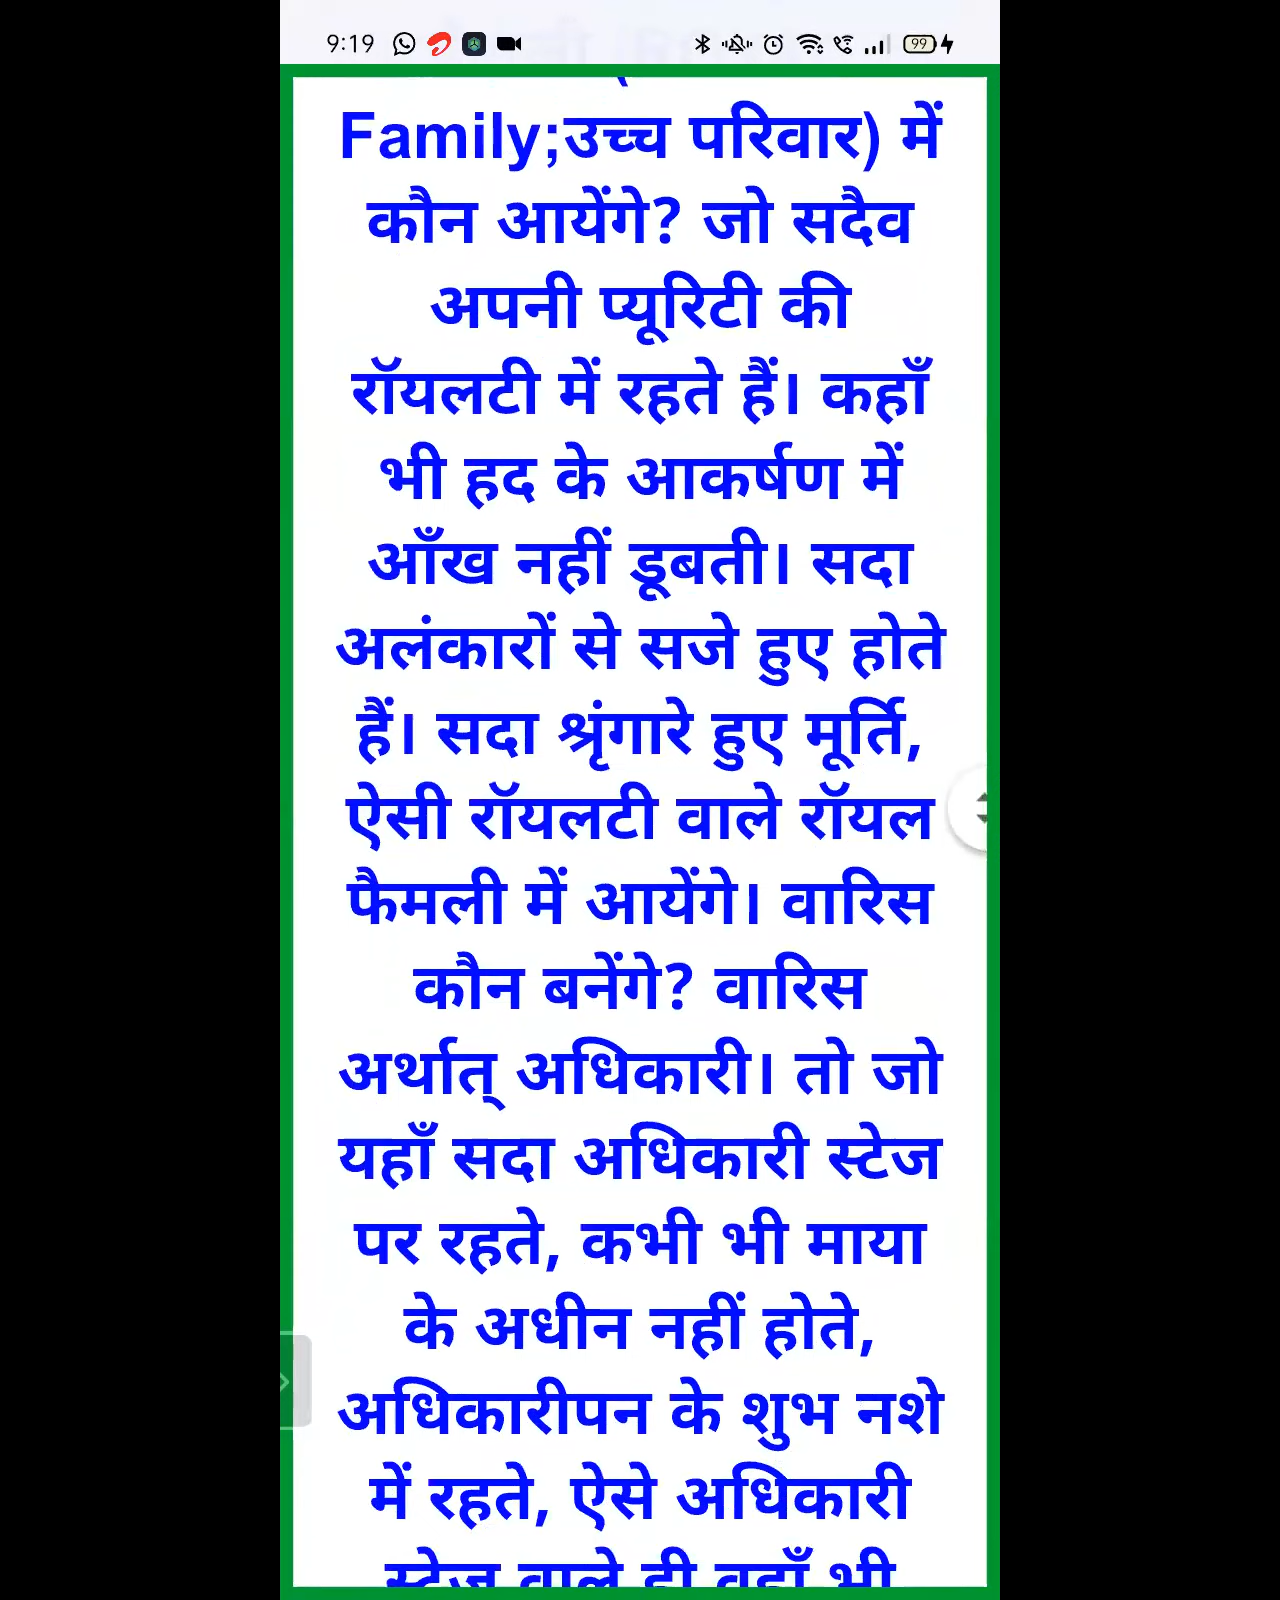 9:19
99
Family;उच्च परिवार) में
कौन आयेंगे? जो सदैव
अपनी प्यूरिटी की
रॉयलटी में रहते हैं। कहाँ
भी हद के आकर्षण में
आँख नहीं डूबती। सदा
अलंकारों से सजे हुए होते
हैं। सदा श्रृंगारे हुए मूर्ति,
ऐसी रॉयलटी वाले रॉयल
फैमली में आयेंगे। वारिस
कौन बनेंगे? वारिस
अर्थात् अधिकारी। तो जो
यहाँ सदा अधिकारी स्टेज
पर रहते, कभी भी माया
के अधीन नहीं होते,
अधिकारीपन के शुभ नशे
में रहते, ऐसे अधिकारी
स्टेज वाले ही वहाँ भी